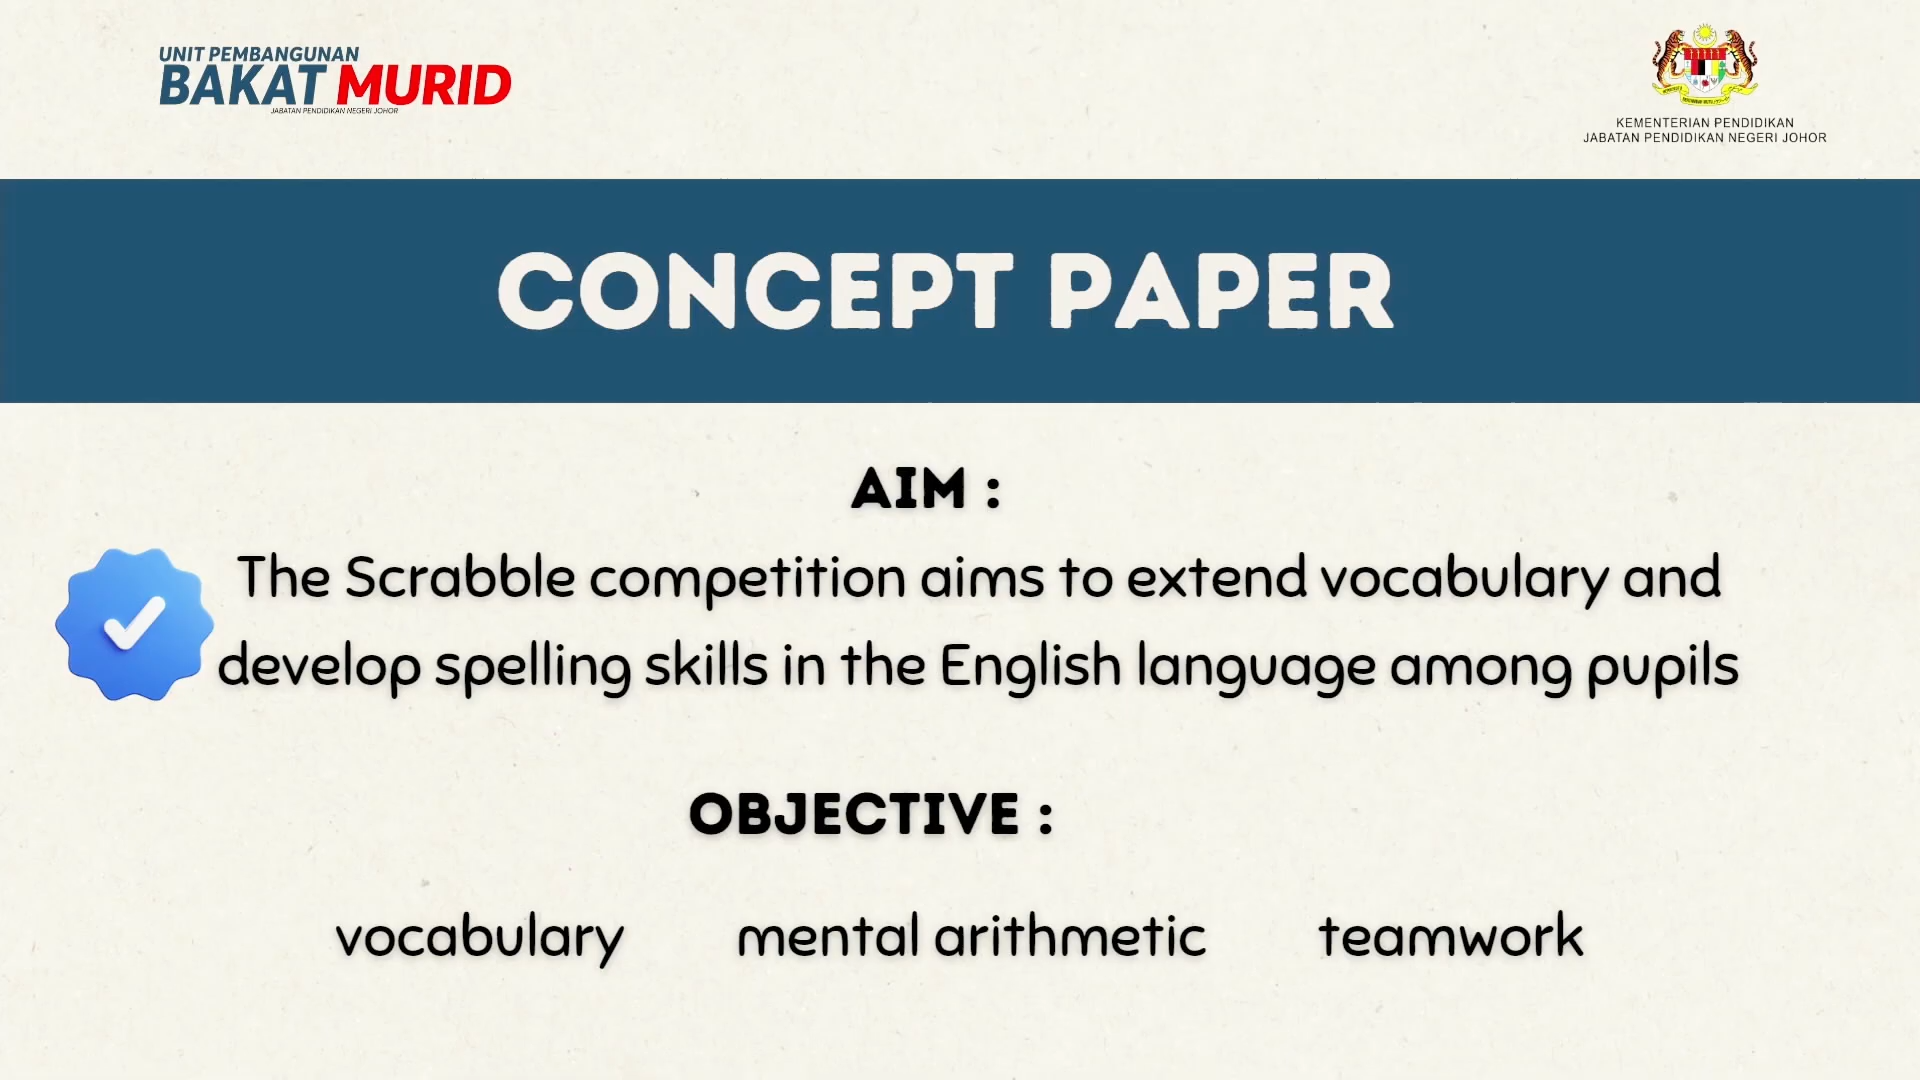 UNIT PEMBANGUNAN
BAKAT MURID
JABATAN PENDIDIKAN NEGERI JOHOR
KEMENTERIAN PENDIDIKAN
JABATAN PENDIDIKAN NEGERI JOHOR
CONCEPT PAPER
AIM :
The Scrabble competition aims to extend vocabulary and
develop spelling skills in the English language among pupils
OBJECTIVE :
vocabulary mental arithmetic teamwork